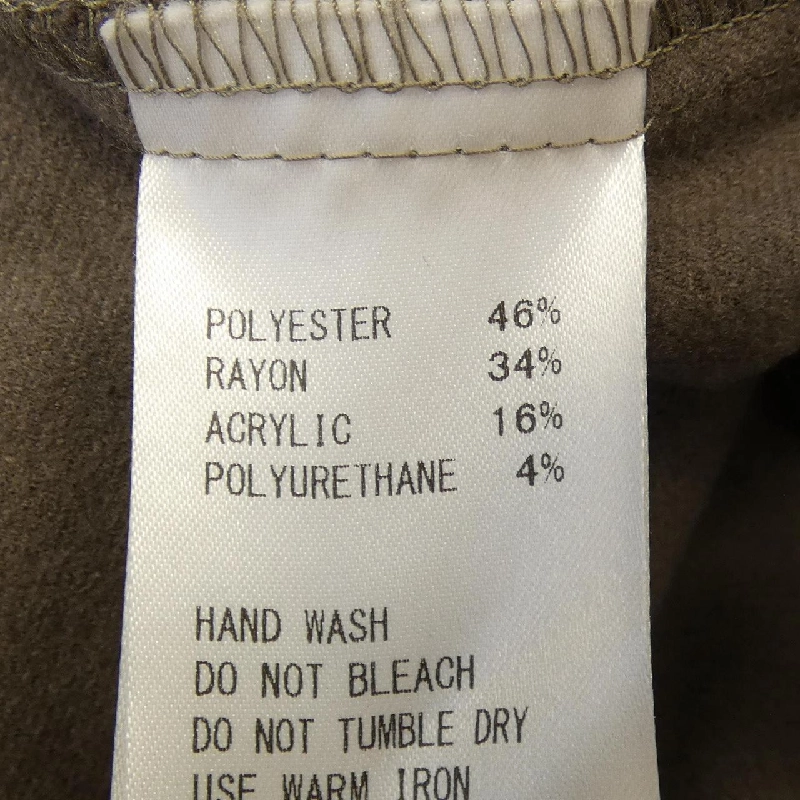 POLYESTER 46%
RAYON 34%
ACRYLIC 16%
POLYURETHANE 4%
HAND WASH
DO NOT BLEACH
DO NOT TUMBLE DRY
USE WARM IRON